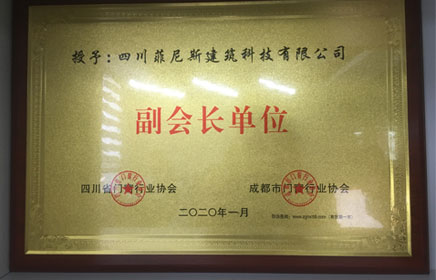 授予：四川菲尼斯建筑科技有限公司
副会长单位
四川省门窗行业协会 成都市门窗行业协会
二〇二〇年一月